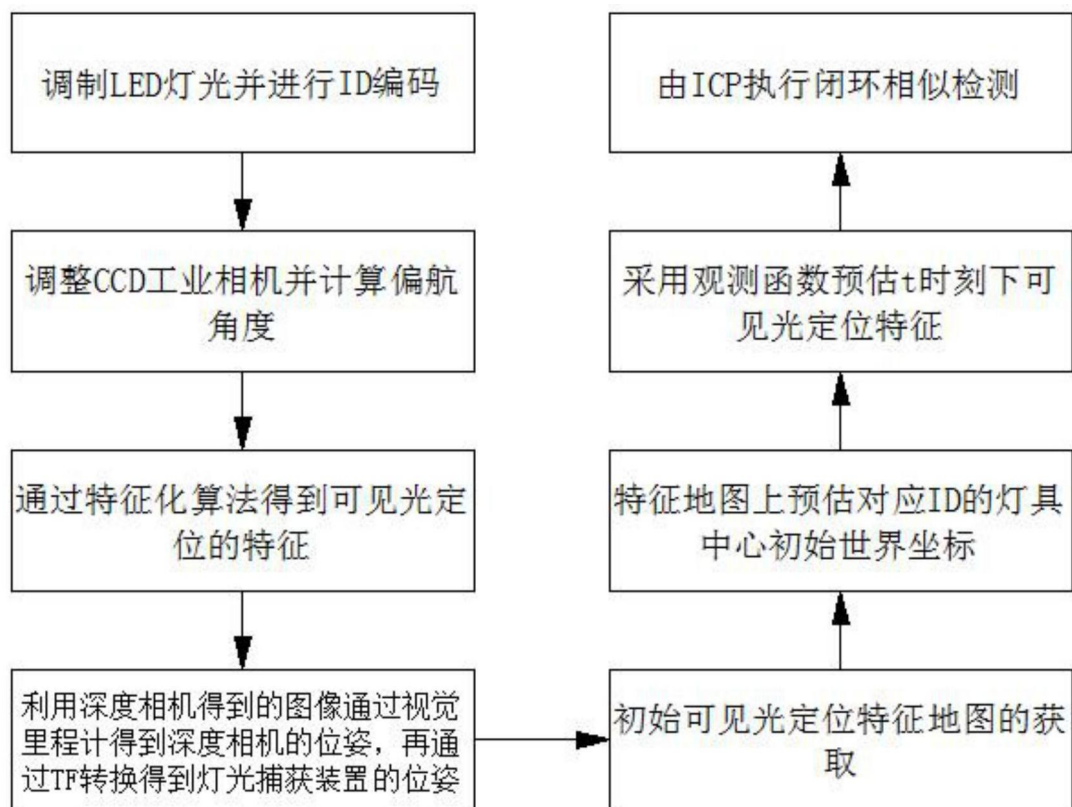 调制LED灯光并进行ID编码
调整CCD工业相机并计算偏航
角度
通过特征化算法得到可见光定
位的特征
利用深度相机得到的图像通过视觉
里程计得到深度相机的位姿，再通
过TF转换得到灯光捕获装置的位姿
初始可见光定位特征地图的获
取
特征地图上预估对应ID的灯具
中心初始世界坐标
采用观测函数预估t时刻下可
见光定位特征
由ICP执行闭环相似检测